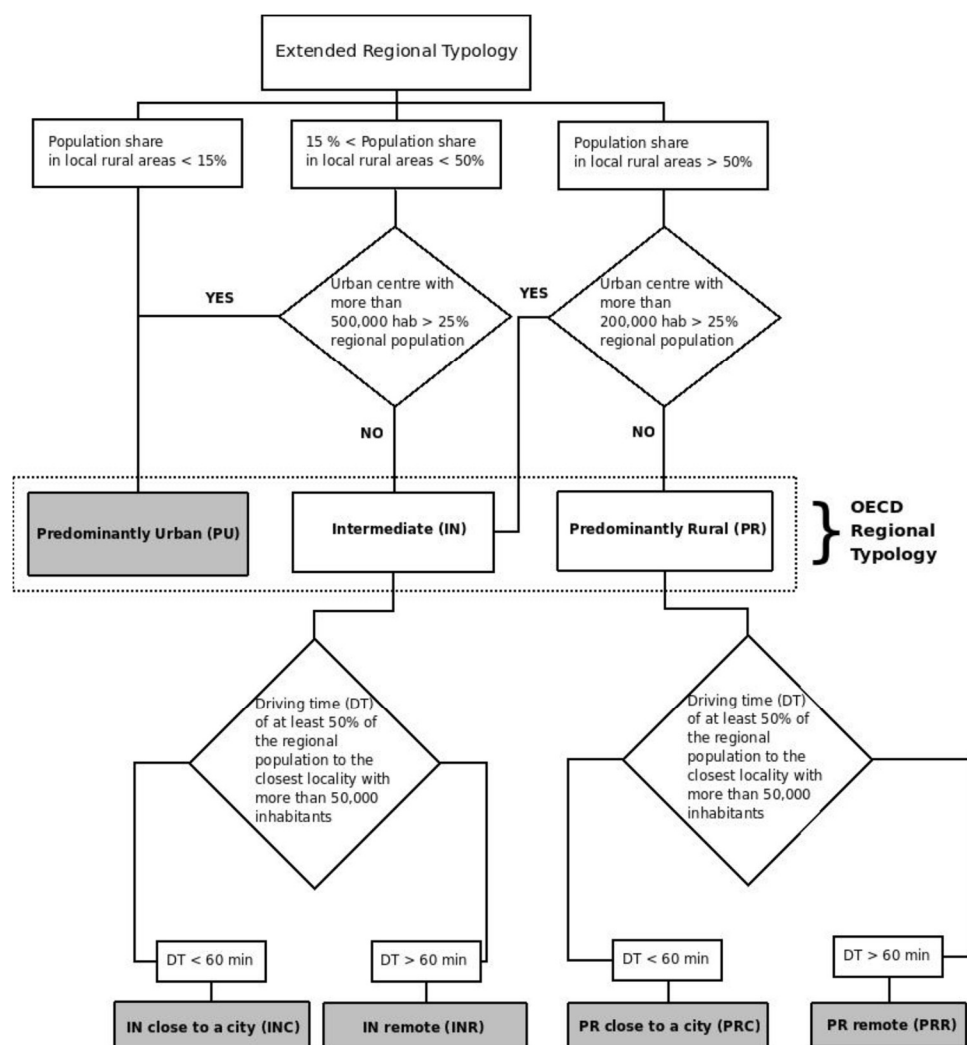 Extended Regional Typology
Population share
in local rural areas < 15%
15 % < Population share
in local rural areas < 50%
Population share
in local rural areas > 50%
Urban centre with
more than
500,000 hab > 25%
regional population
YES
Urban centre with
more than
200,000 hab > 25%
regional population
YES
NO
NO
Predominantly Urban (PU)
Intermediate (IN)
Predominantly Rural (PR)
}
OECD
Regional
Typology
Driving time (DT)
of at least 50% of
the regional
population to the
closest locality with
more than 50,000
inhabitants
Driving time (DT)
of at least 50% of
the regional
population to the
closest locality with
more than 50,000
inhabitants
DT < 60 min
DT > 60 min
DT < 60 min
DT > 60 min
IN close to a city (INC)
IN remote (INR)
PR close to a city (PRC)
PR remote (PRR)